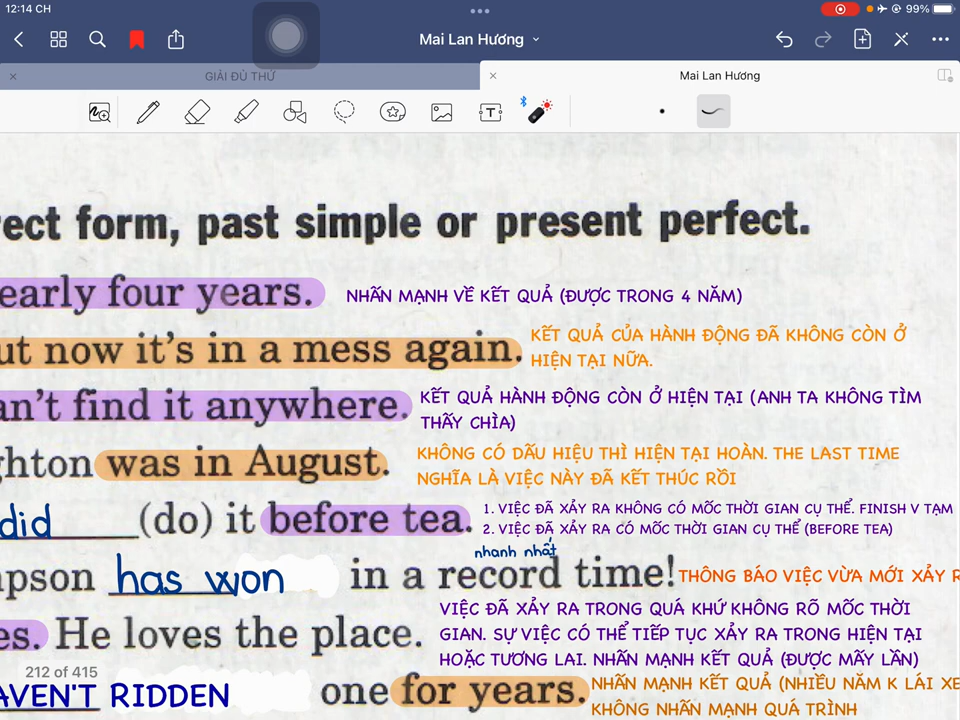 12:14 CH
99%
Mai Lan Hương
GIẢI ĐỦ THỨ
Mai Lan Hương
rect form, past simple or present perfect.
early four years. NHẤN MẠNH VỀ KẾT QUẢ (ĐƯỢC TRONG 4 NĂM)
ut now it's in a mess again. KẾT QUẢ CỦA HÀNH ĐỘNG ĐÃ KHÔNG CÒN Ở
HIỆN TẠI NỮA.
an't find it anywhere. KẾT QUẢ HÀNH ĐỘNG CÒN Ở HIỆN TẠI (ANH TA KHÔNG TÌM
THẤY CHÌA)
ghton was in August. KHÔNG CÓ DẤU HIỆU THÌ HIỆN TẠI HOÀN. THE LAST TIME
NGHĨA LÀ VIỆC NÀY ĐÃ KẾT THÚC RỒI
did (do) it before tea. 1. VIỆC ĐÃ XẢY RA KHÔNG CÓ MỐC THỜI GIAN CỤ THỂ. FINISH V TẠM
2. VIỆC ĐÃ XẢY RA CÓ MỐC THỜI GIAN CỤ THỂ (BEFORE TEA)
nhanh nhất
mpson has won in a record time! THÔNG BÁO VIỆC VỪA MỚI XẢY R
es. He loves the place. VIỆC ĐÃ XẢY RA TRONG QUÁ KHỨ KHÔNG RÕ MỐC THỜI
GIAN. SỰ VIỆC CÓ THỂ TIẾP TỤC XẢY RA TRONG HIỆN TẠI
HOẶC TƯƠNG LAI. NHẤN MẠNH KẾT QUẢ (ĐƯỢC MẤY LẦN)
212 of 415
AVEN'T RIDDEN one for years. NHẤN MẠNH KẾT QUẢ (NHIỀU NĂM K LÁI XE
KHÔNG NHẤN MẠNH QUÁ TRÌNH